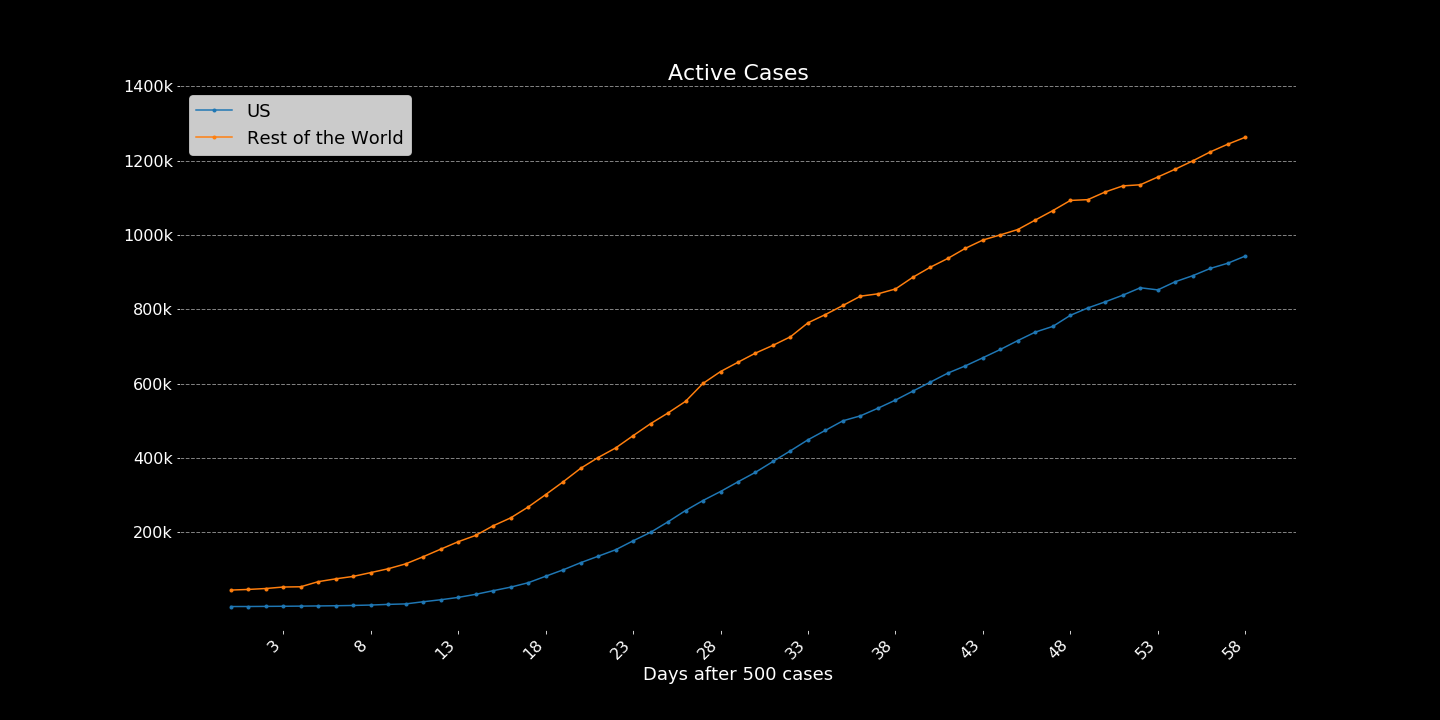 Active Cases
US
Rest of the World
1400k
1200k
1000k
800k
600k
400k
200k
3 8 13 18 23 28 33 38 43 48 53 58
Days after 500 cases